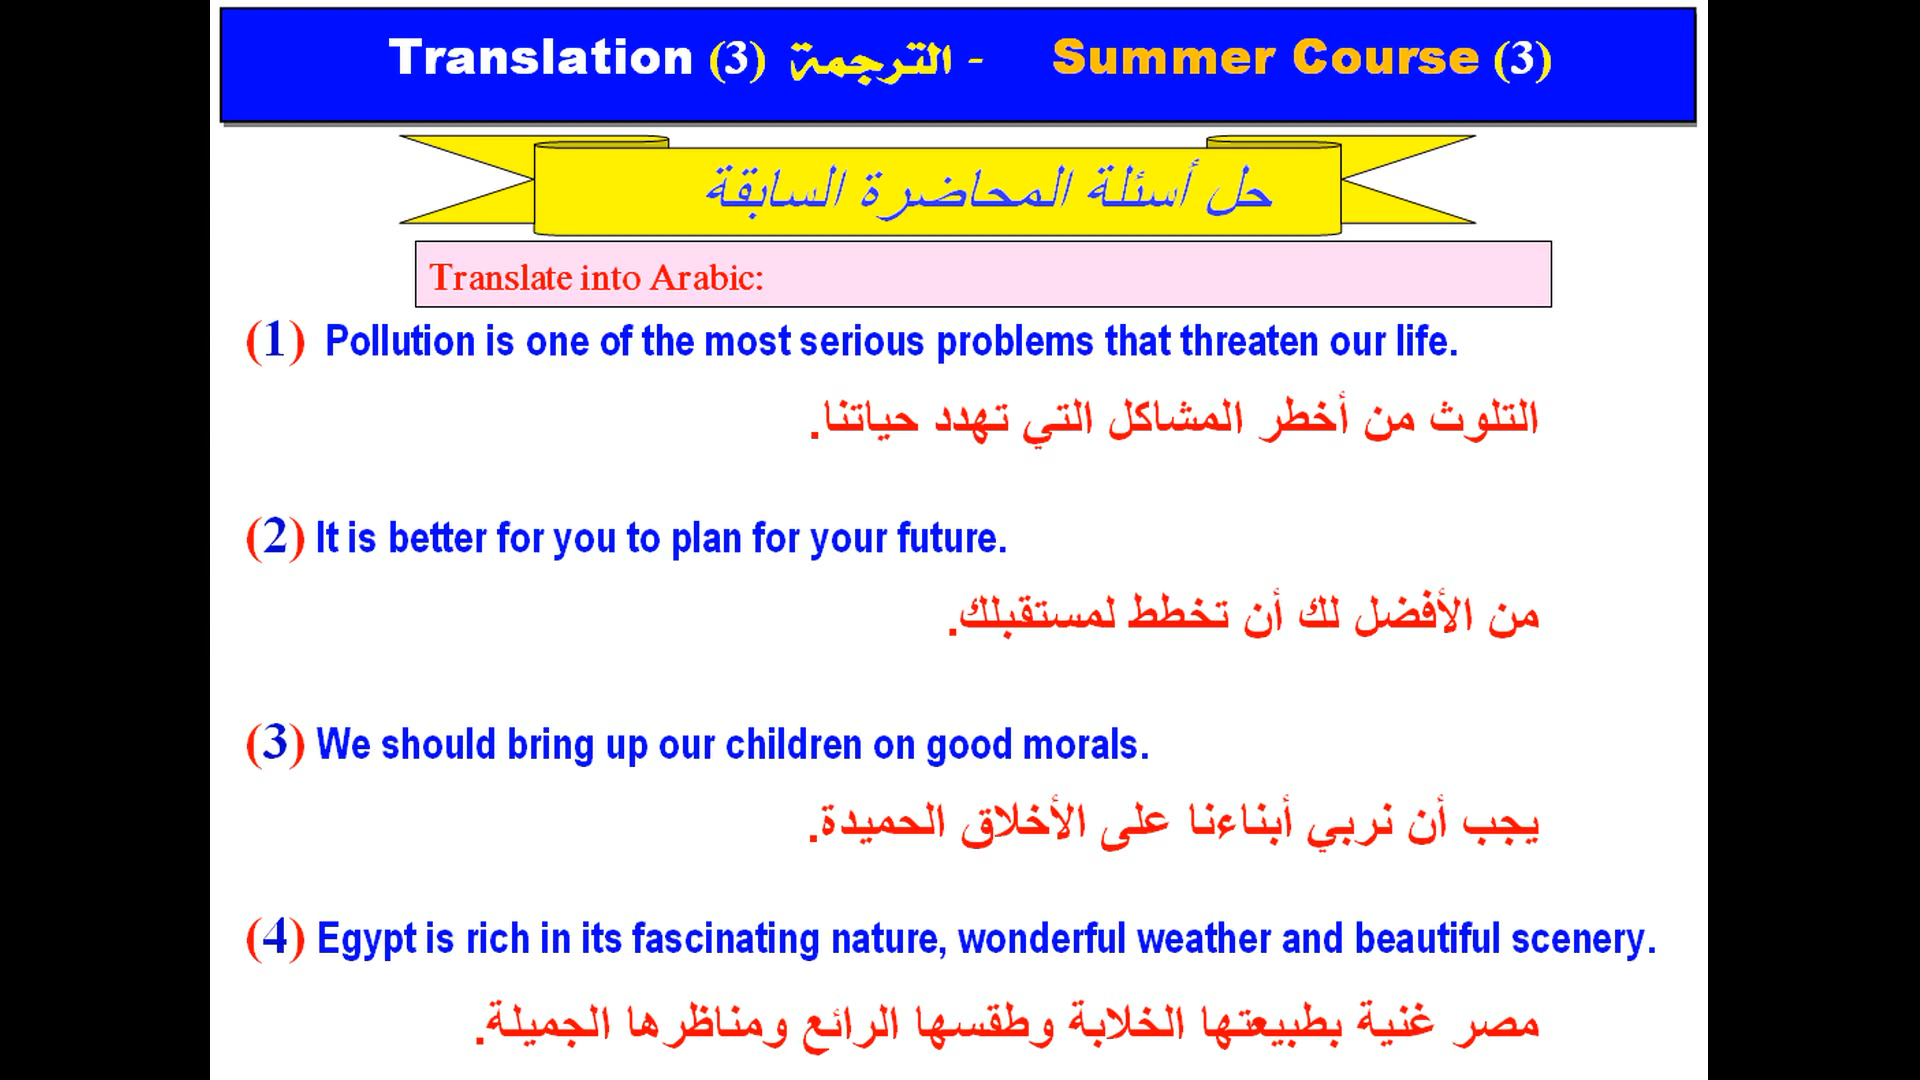 Translation (3) الترجمة - Summer Course (3)
حل أسئلة المحاضرة السابقة
Translate into Arabic:
(1) Pollution is one of the most serious problems that threaten our life.
التلوث من أخطر المشاكل التي تهدد حياتنا.
(2) It is better for you to plan for your future.
من الأفضل لك أن تخطط لمستقبلك.
(3) We should bring up our children on good morals.
يجب أن نربي أبناءنا على الأخلاق الحميدة.
(4) Egypt is rich in its fascinating nature, wonderful weather and beautiful scenery.
مصر غنية بطبيعتها الخلابة وطقسها الرائع ومناظرها الجميلة.